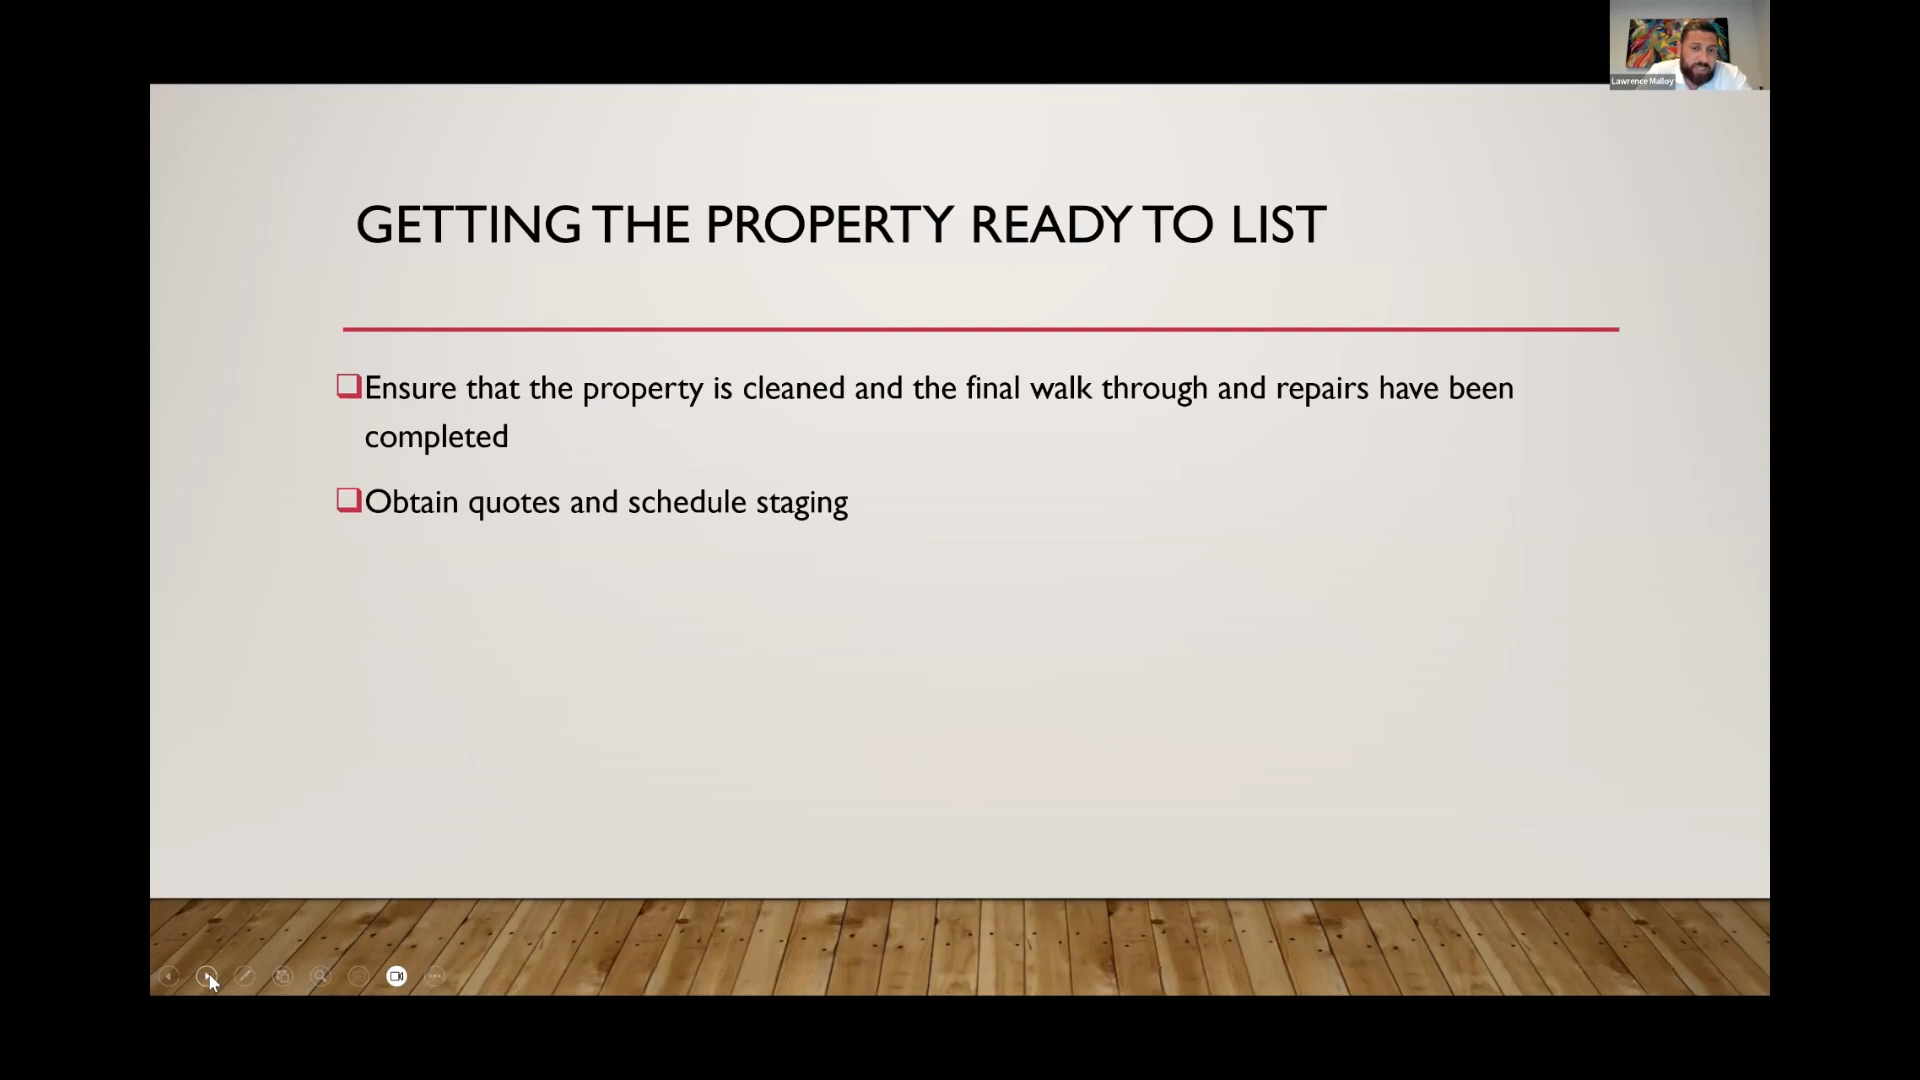 Lawrence Malloy
GETTING THE PROPERTY READY TO LIST
Ensure that the property is cleaned and the final walk through and repairs have been
completed
Obtain quotes and schedule staging